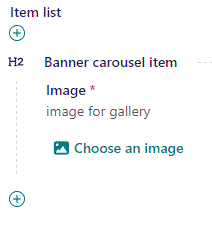 Item list
H2 Banner carousel item
Image *
image for gallery
Choose an image